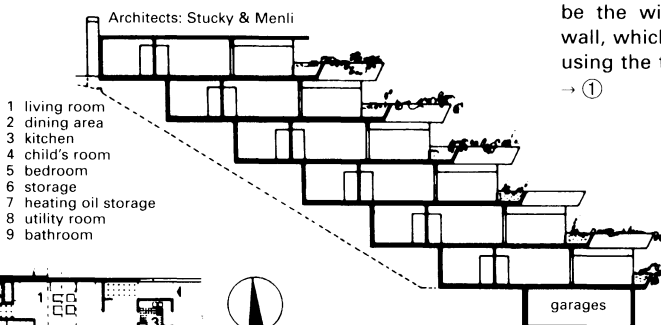 Architects: Stucky & Menli
be the wi
wall, which
using the
→ ①
1 living room
2 dining area
3 kitchen
4 child's room
5 bedroom
6 storage
7 heating oil storage
8 utility room
9 bathroom
1
3
garages